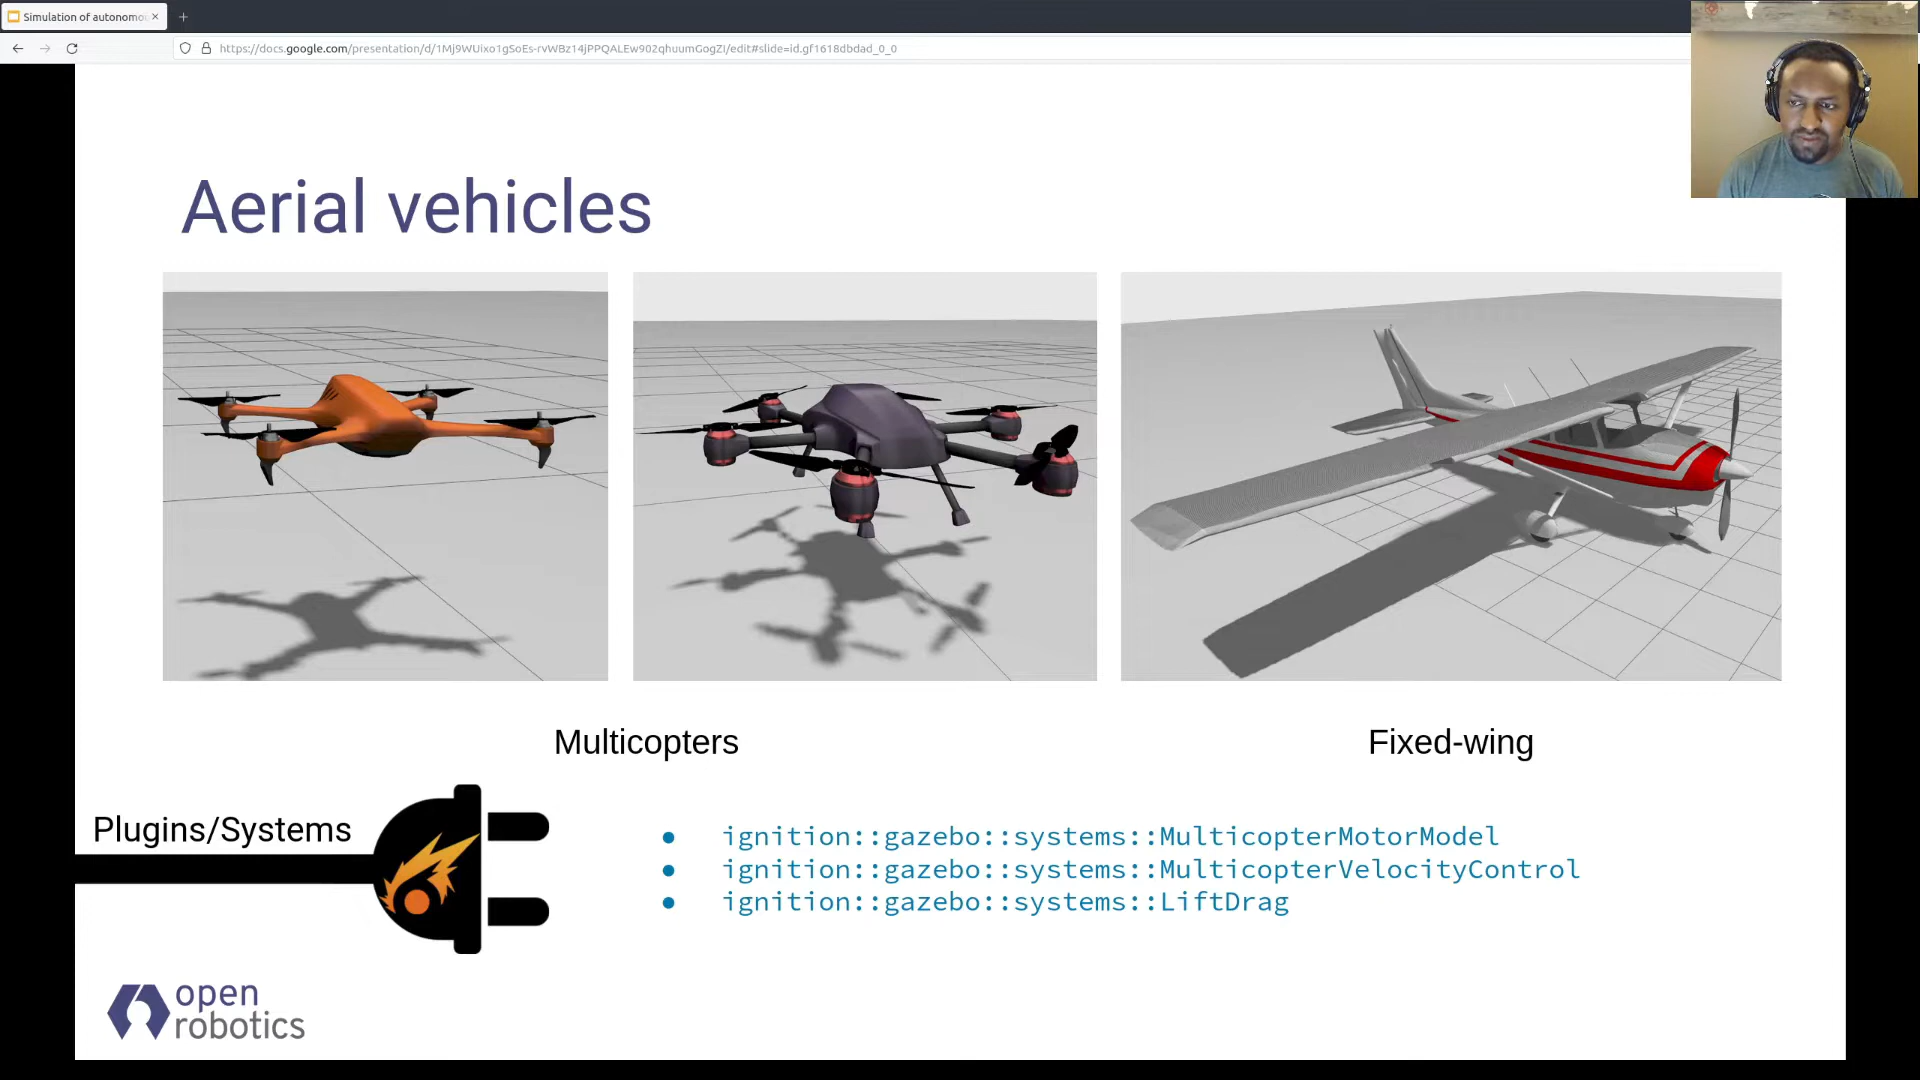 Simulation of autonomo
https://docs.google.com/presentation/d/1Mj9WUixo1gSoEs-rvWBz14jPPQALEw902qhuumGogZI/edit#slide=id.gf1618dbdad_0_0
Aerial vehicles
Multicopters
Fixed-wing
Plugins/Systems
ignition::gazebo::systems::MulticopterMotorModel
ignition::gazebo::systems::MulticopterVelocityControl
ignition::gazebo::systems::LiftDrag
open
robotics